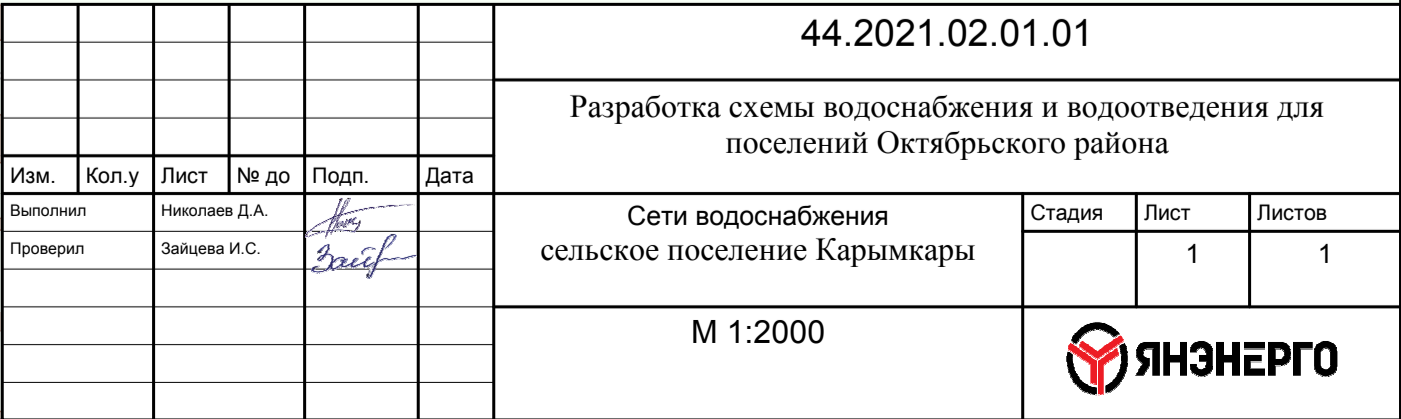 44.2021.02.01.01
Разработка схемы водоснабжения и водоотведения для
поселений Октябрьского района
Изм. Кол.у Лист № до Подп. Дата
Выполнил Николаев Д.А.
Проверил Зайцева И.С. Зайц
Сети водоснабжения
сельское поселение Карымкары
Стадия Лист Листов
1 1
М 1:2000
ЯНЭНЕРГО